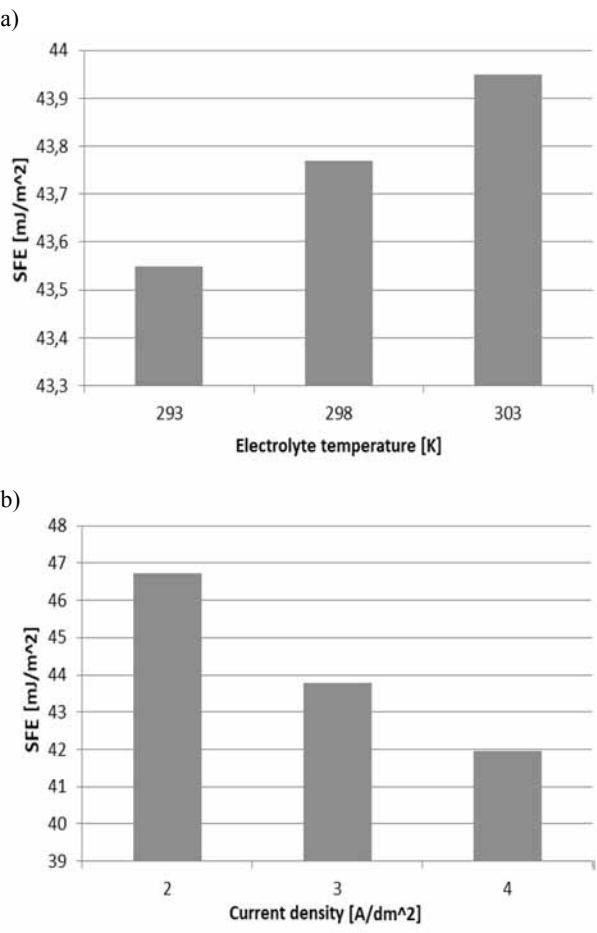 a)
44
43,9
43,8
43,7
43,6
43,5
43,4
43,3
SFE [mJ/m^2]
293 298 303
Electrolyte temperature [K]
b)
48
47
46
45
44
43
42
41
40
39
SFE [mJ/m^2]
2 3 4
Current density [A/dm^2]